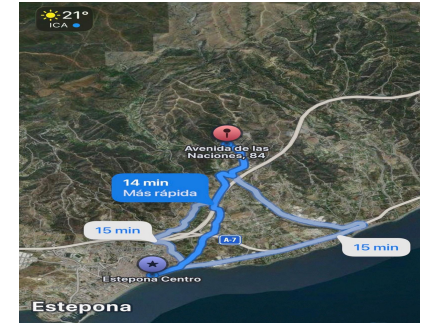 21°
ICA
Avenida de las
Naciones, 84
14 min
Más rápida
15 min
A-7
15 min
Estepona Centro
Estepona